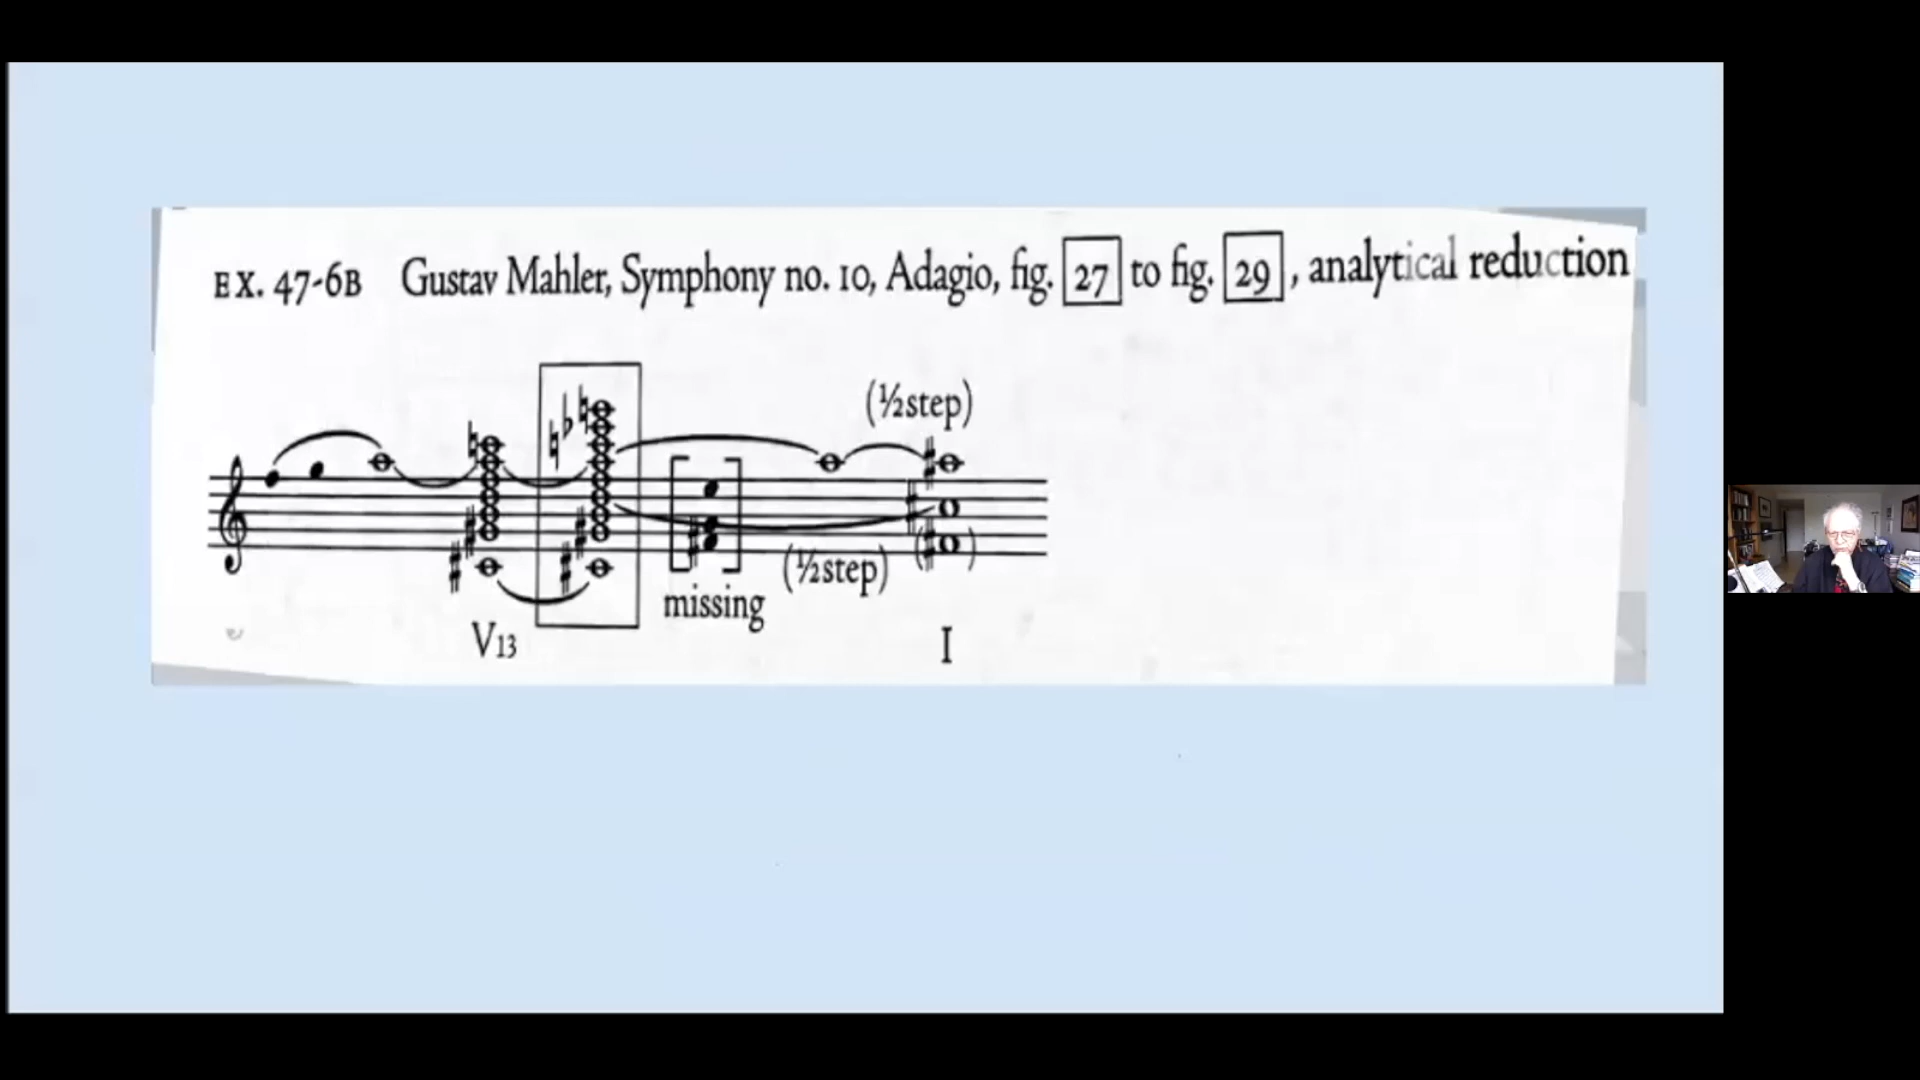 EX. 47-6B Gustav Mahler, Symphony no. 10, Adagio, fig. 27 to fig. 29, analytical reduction
(½step)
(½step)
missing
V13 I